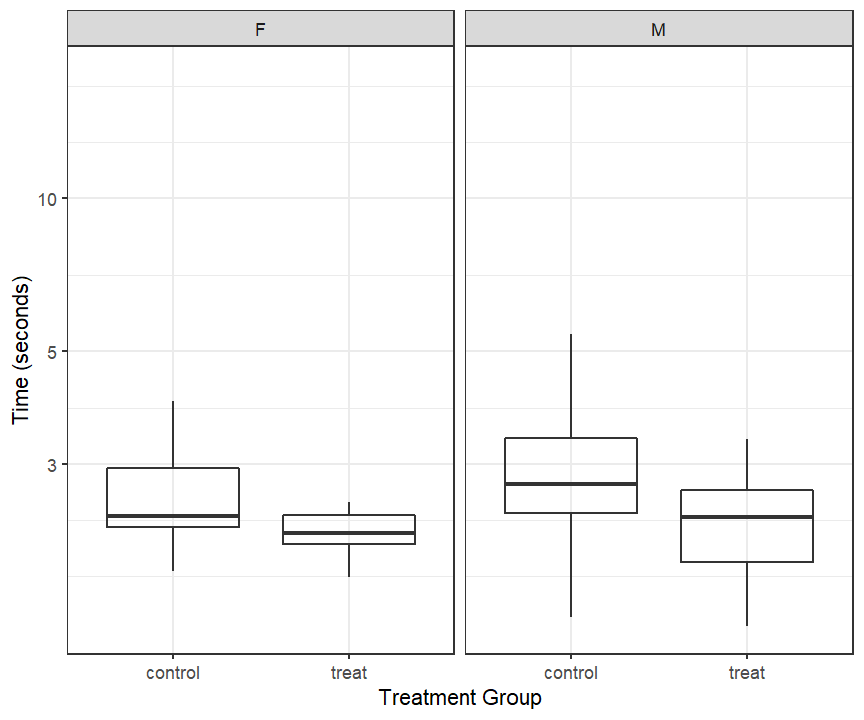 F
M
10
5
3
Time (seconds)
control
treat
control
treat
Treatment Group